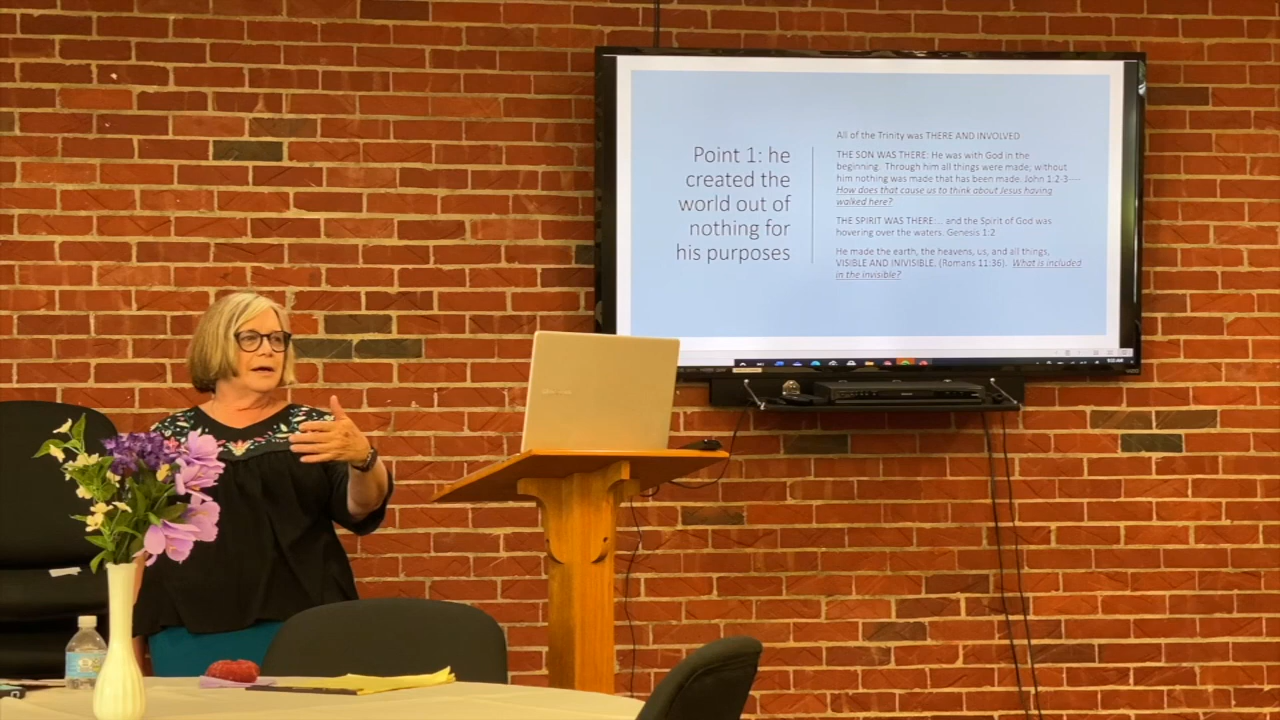 Point 1: he
created the
world out of
nothing for
his purposes
All of the Trinity was THERE AND INVOLVED
THE SON WAS THERE: He was with God in the
beginning. Through him all things were made; without
him nothing was made that has been made. John 1:2-3—
How does that cause us to think about Jesus having
walked here?
THE SPIRIT WAS THERE:... and the Spirit of God was
hovering over the waters. Genesis 1:2
He made the earth, the heavens, us, and all things,
VISIBLE AND INIVISIBLE. (Romans 11:36). What is included
in the invisible?